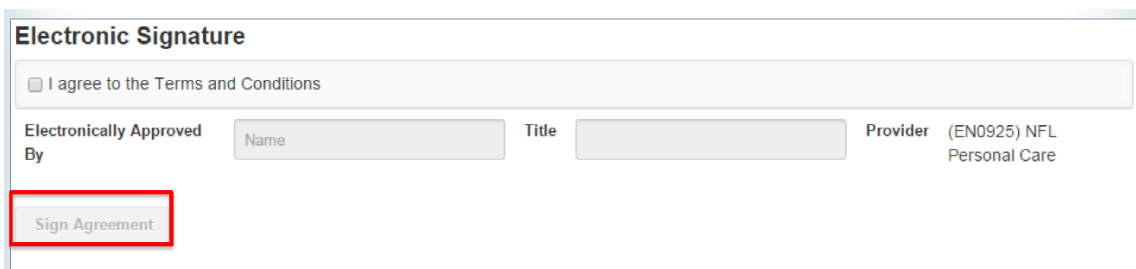 Electronic Signature
I agree to the Terms and Conditions
Electronically Approved By
Name
Title
Provider
(EN0925) NFL
Personal Care
Sign Agreement